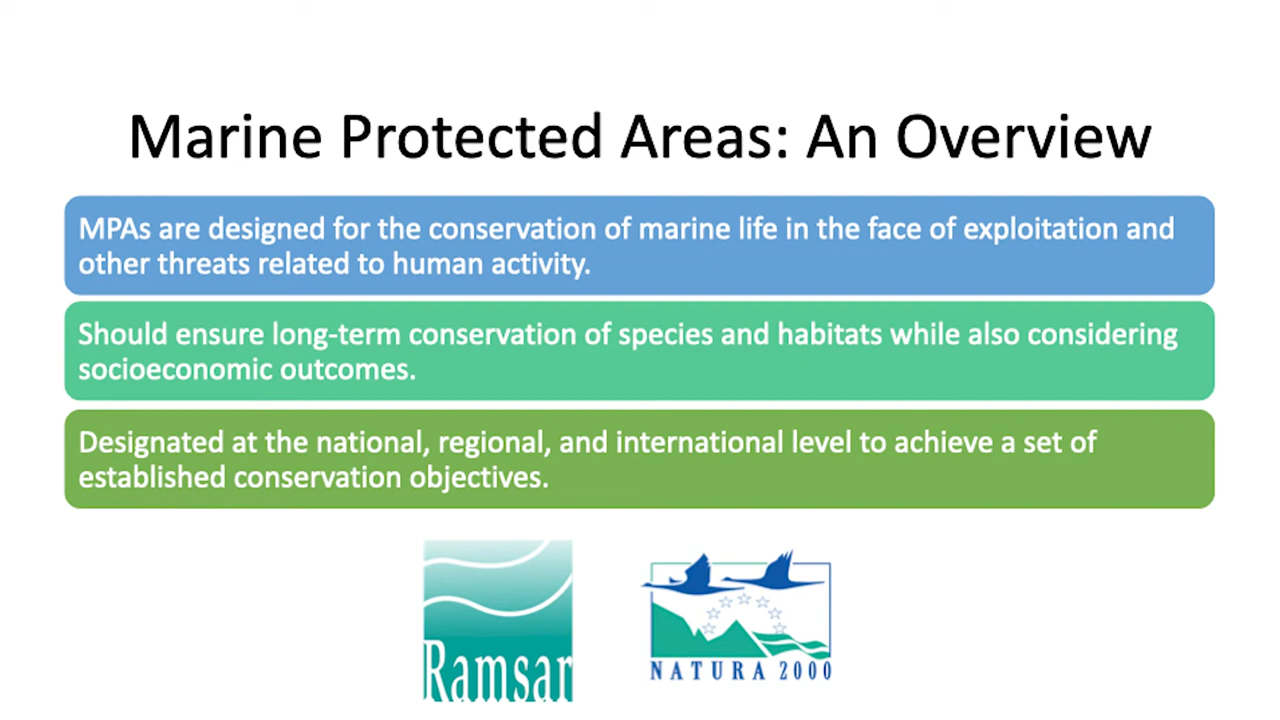 Marine Protected Areas: An Overview
MPAs are designed for the conservation of marine life in the face of exploitation and
other threats related to human activity.
Should ensure long-term conservation of species and habitats while also considering
socioeconomic outcomes.
Designated at the national, regional, and international level to achieve a set of
established conservation objectives.
Ramsar
NATURA 2000